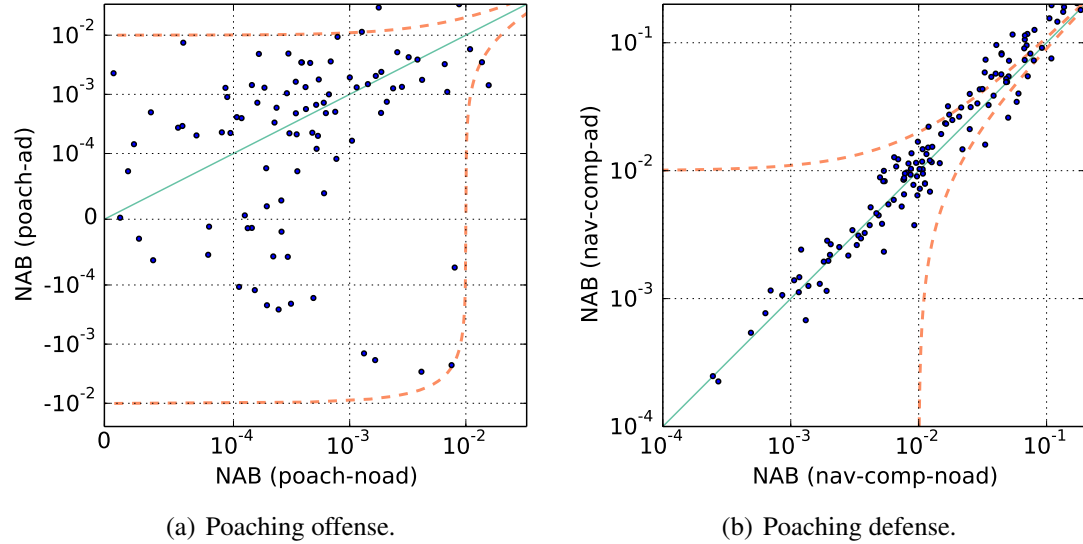 10^-2
10^-3
10^-4
0
-10^-4
-10^-3
-10^-2
NAB (poach-ad)
0 10^-4 10^-3 10^-2
NAB (poach-noad)
(a) Poaching offense.
10^-1
10^-2
10^-3
10^-4
NAB (nav-comp-ad)
10^-4 10^-3 10^-2 10^-1
NAB (nav-comp-noad)
(b) Poaching defense.